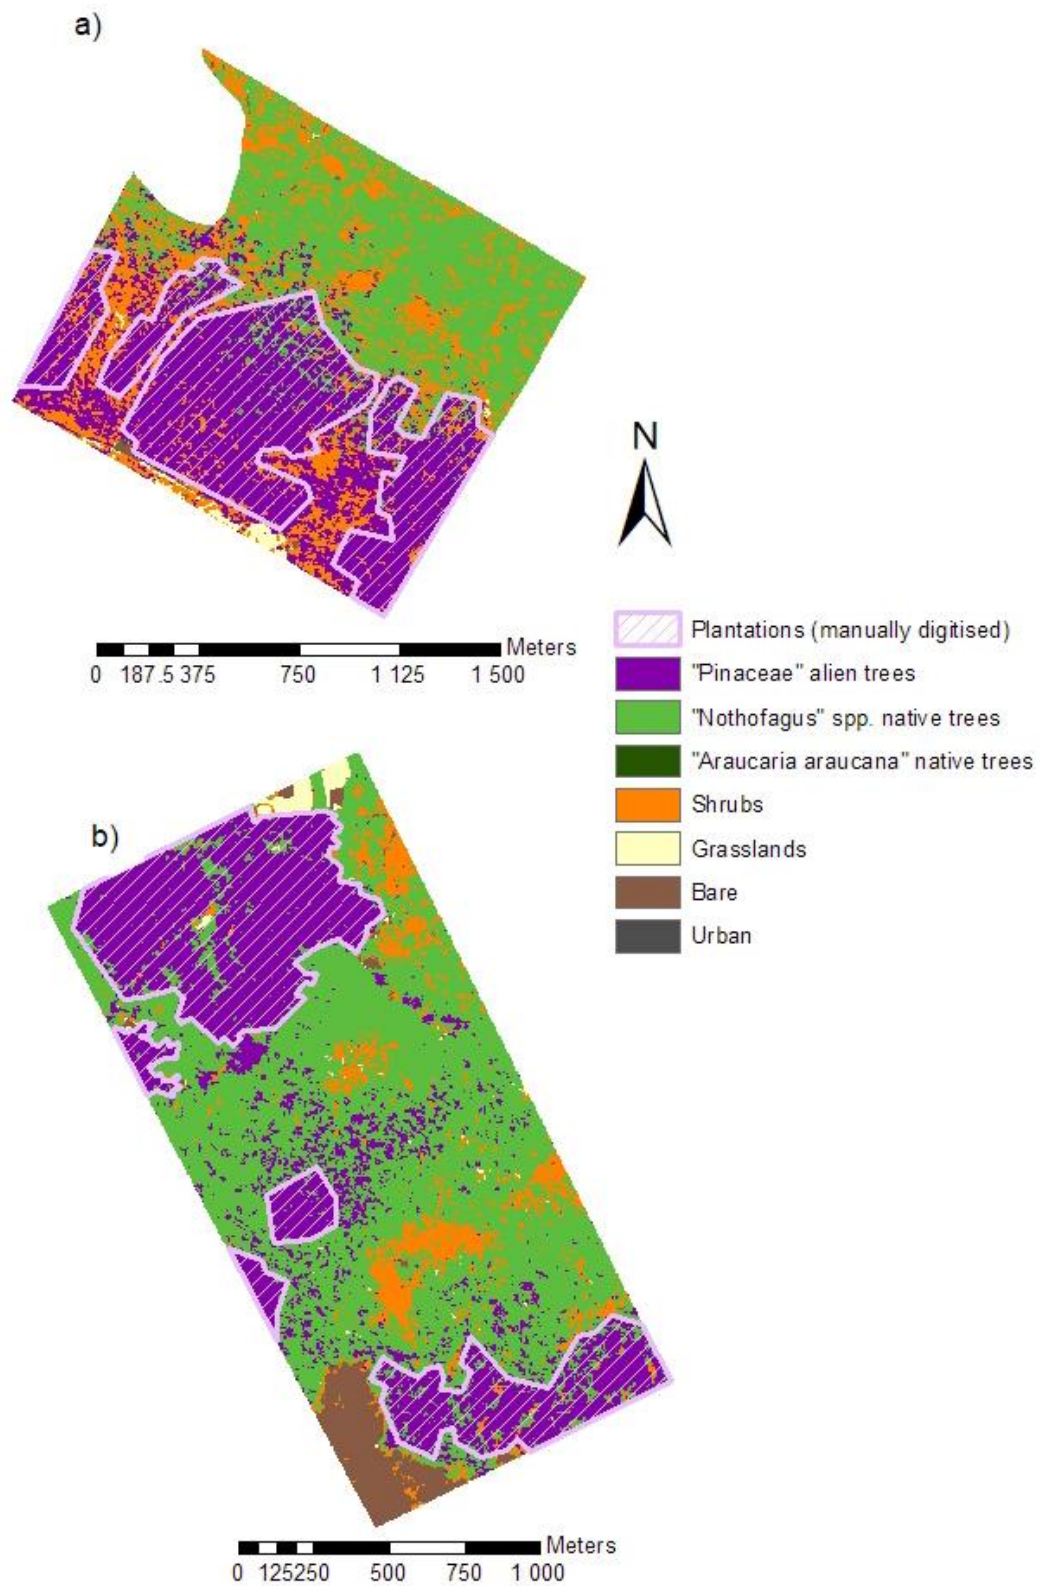 a)
N
Meters
0 187.5 375 750 1 125 1 500
Plantations (manually digitised)
"Pinaceae" alien trees
"Nothofagus" spp. native trees
"Araucaria araucana" native trees
Shrubs
Grasslands
Bare
Urban
b)
Meters
0 125250 500 750 1 000